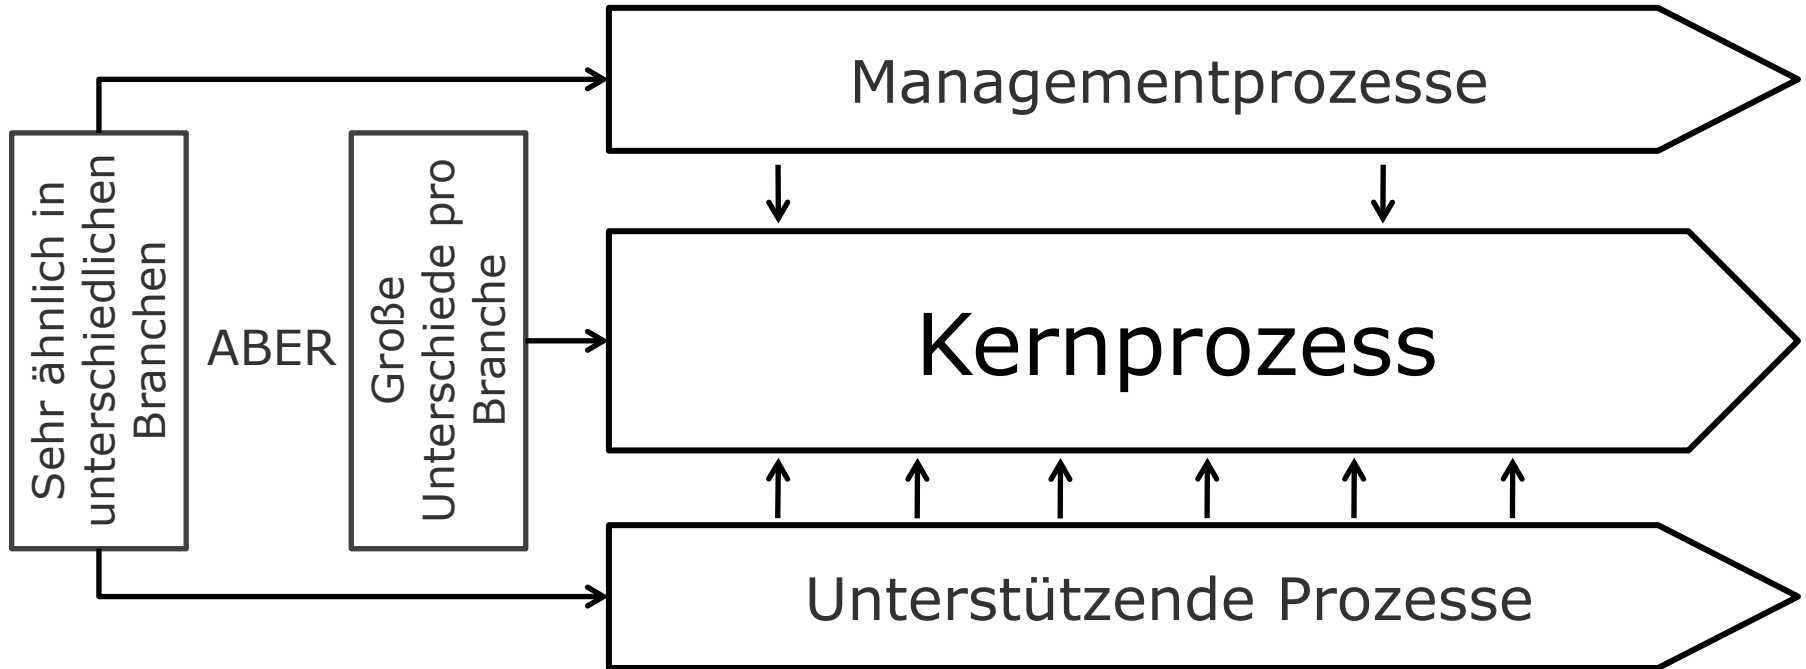 Managementprozesse
Sehr ähnlich in
unterschiedlichen
Branchen
ABER
Große
Unterschiede pro
Branche
Kernprozess
Unterstützende Prozesse